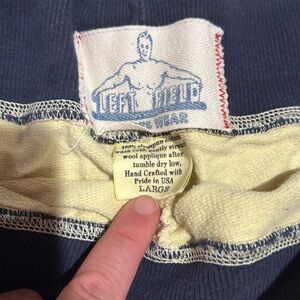 LEFT FIELD
WEAR
wool applique after
tumble dry low,
Hand Crafted with
Pride in USA
LARGE